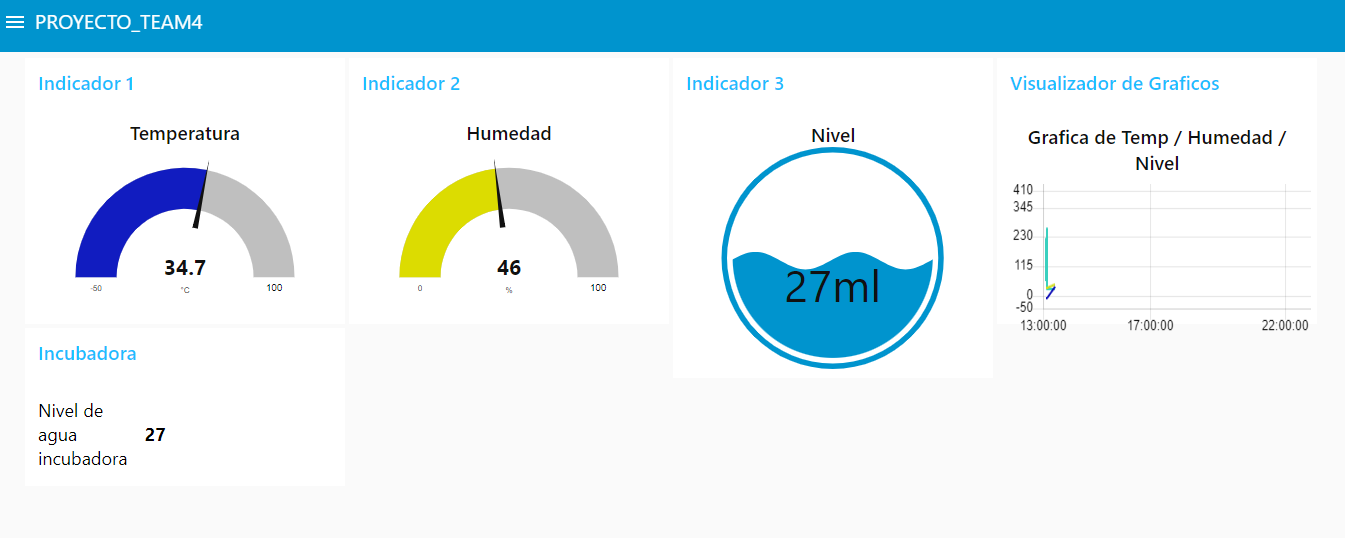 PROYECTO_TEAM4
Indicador 1
Temperatura
34.7
-50
°C
100
Indicador 2
Humedad
46
0
%
100
Indicador 3
Nivel
27ml
Visualizador de Graficos
Grafica de Temp / Humedad /
Nivel
410
345
230
115
0
-50
13:00:00
17:00:00
22:00:00
Incubadora
Nivel de
agua
27
incubadora